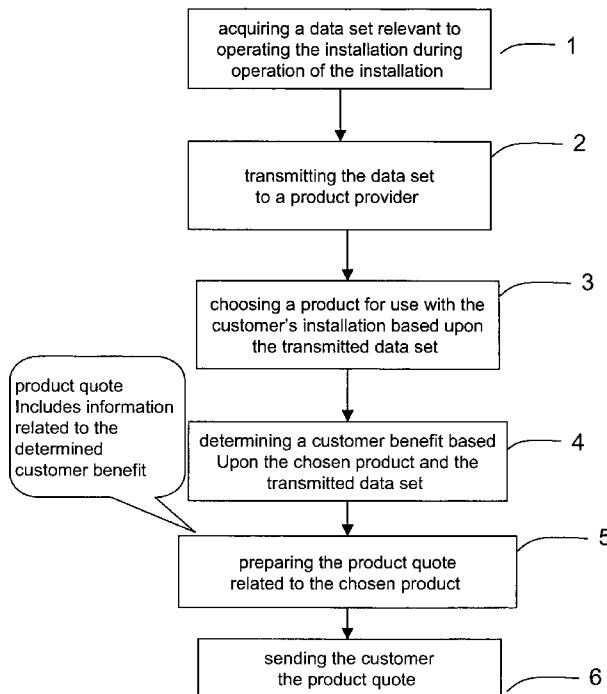 acquiring a data set relevant to
operating the installation during
operation of the installation
1
transmitting the data set
to a product provider
2
choosing a product for use with the
customer's installation based upon
the transmitted data set
3
product quote
Includes information
related to the
determined
customer benefit
determining a customer benefit based
Upon the chosen product and the
transmitted data set
4
preparing the product quote
related to the chosen product
5
sending the customer
the product quote
6